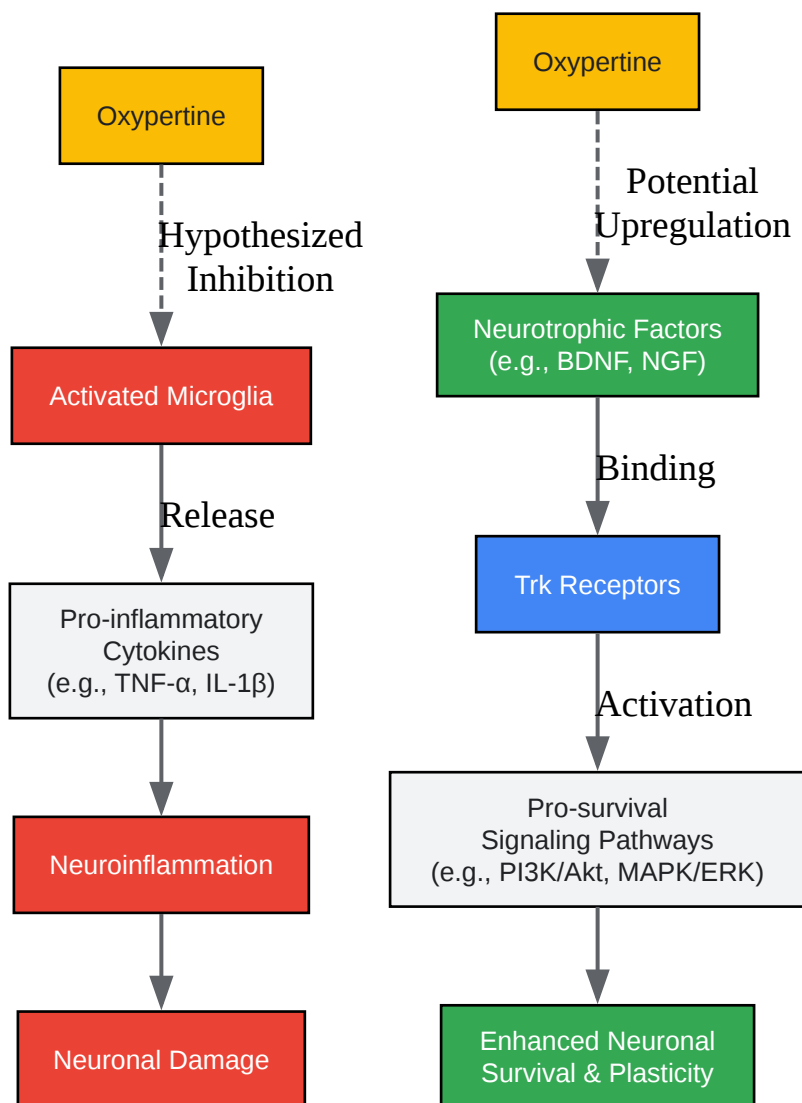 Oxypertine
Hypothesized
Inhibition
Activated Microglia
Release
Pro-inflammatory
Cytokines
(e.g., TNF-α, IL-1β)
Neuroinflammation
Neuronal Damage
Oxypertine
Potential
Upregulation
Neurotrophic Factors
(e.g., BDNF, NGF)
Binding
Trk Receptors
Activation
Pro-survival
Signaling Pathways
(e.g., PI3K/Akt, MAPK/ERK)
Enhanced Neuronal
Survival & Plasticity